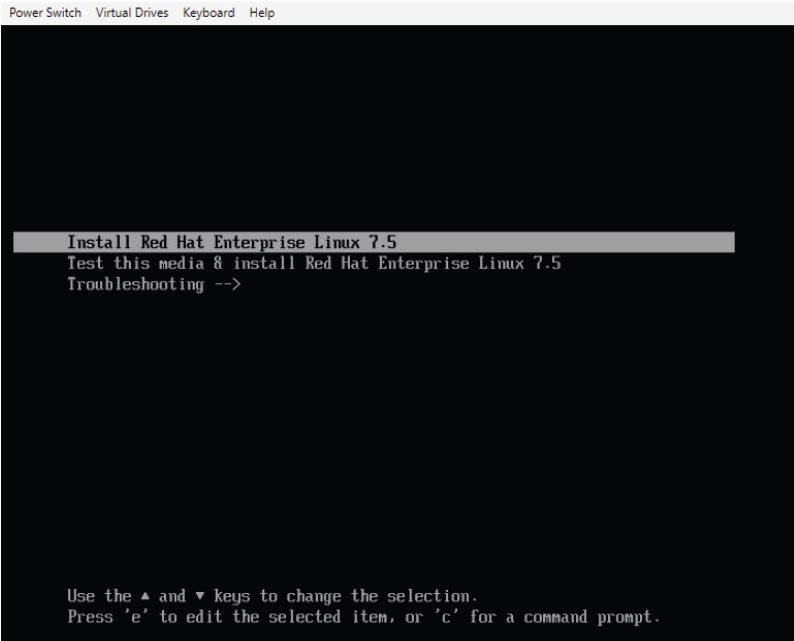 Power Switch Virtual Drives Keyboard Help
Install Red Hat Enterprise Linux 7.5
Test this media & install Red Hat Enterprise Linux 7.5
Troubleshooting -->
Use the ▲ and ▼ keys to change the selection.
Press 'e' to edit the selected item, or 'c' for a command prompt.